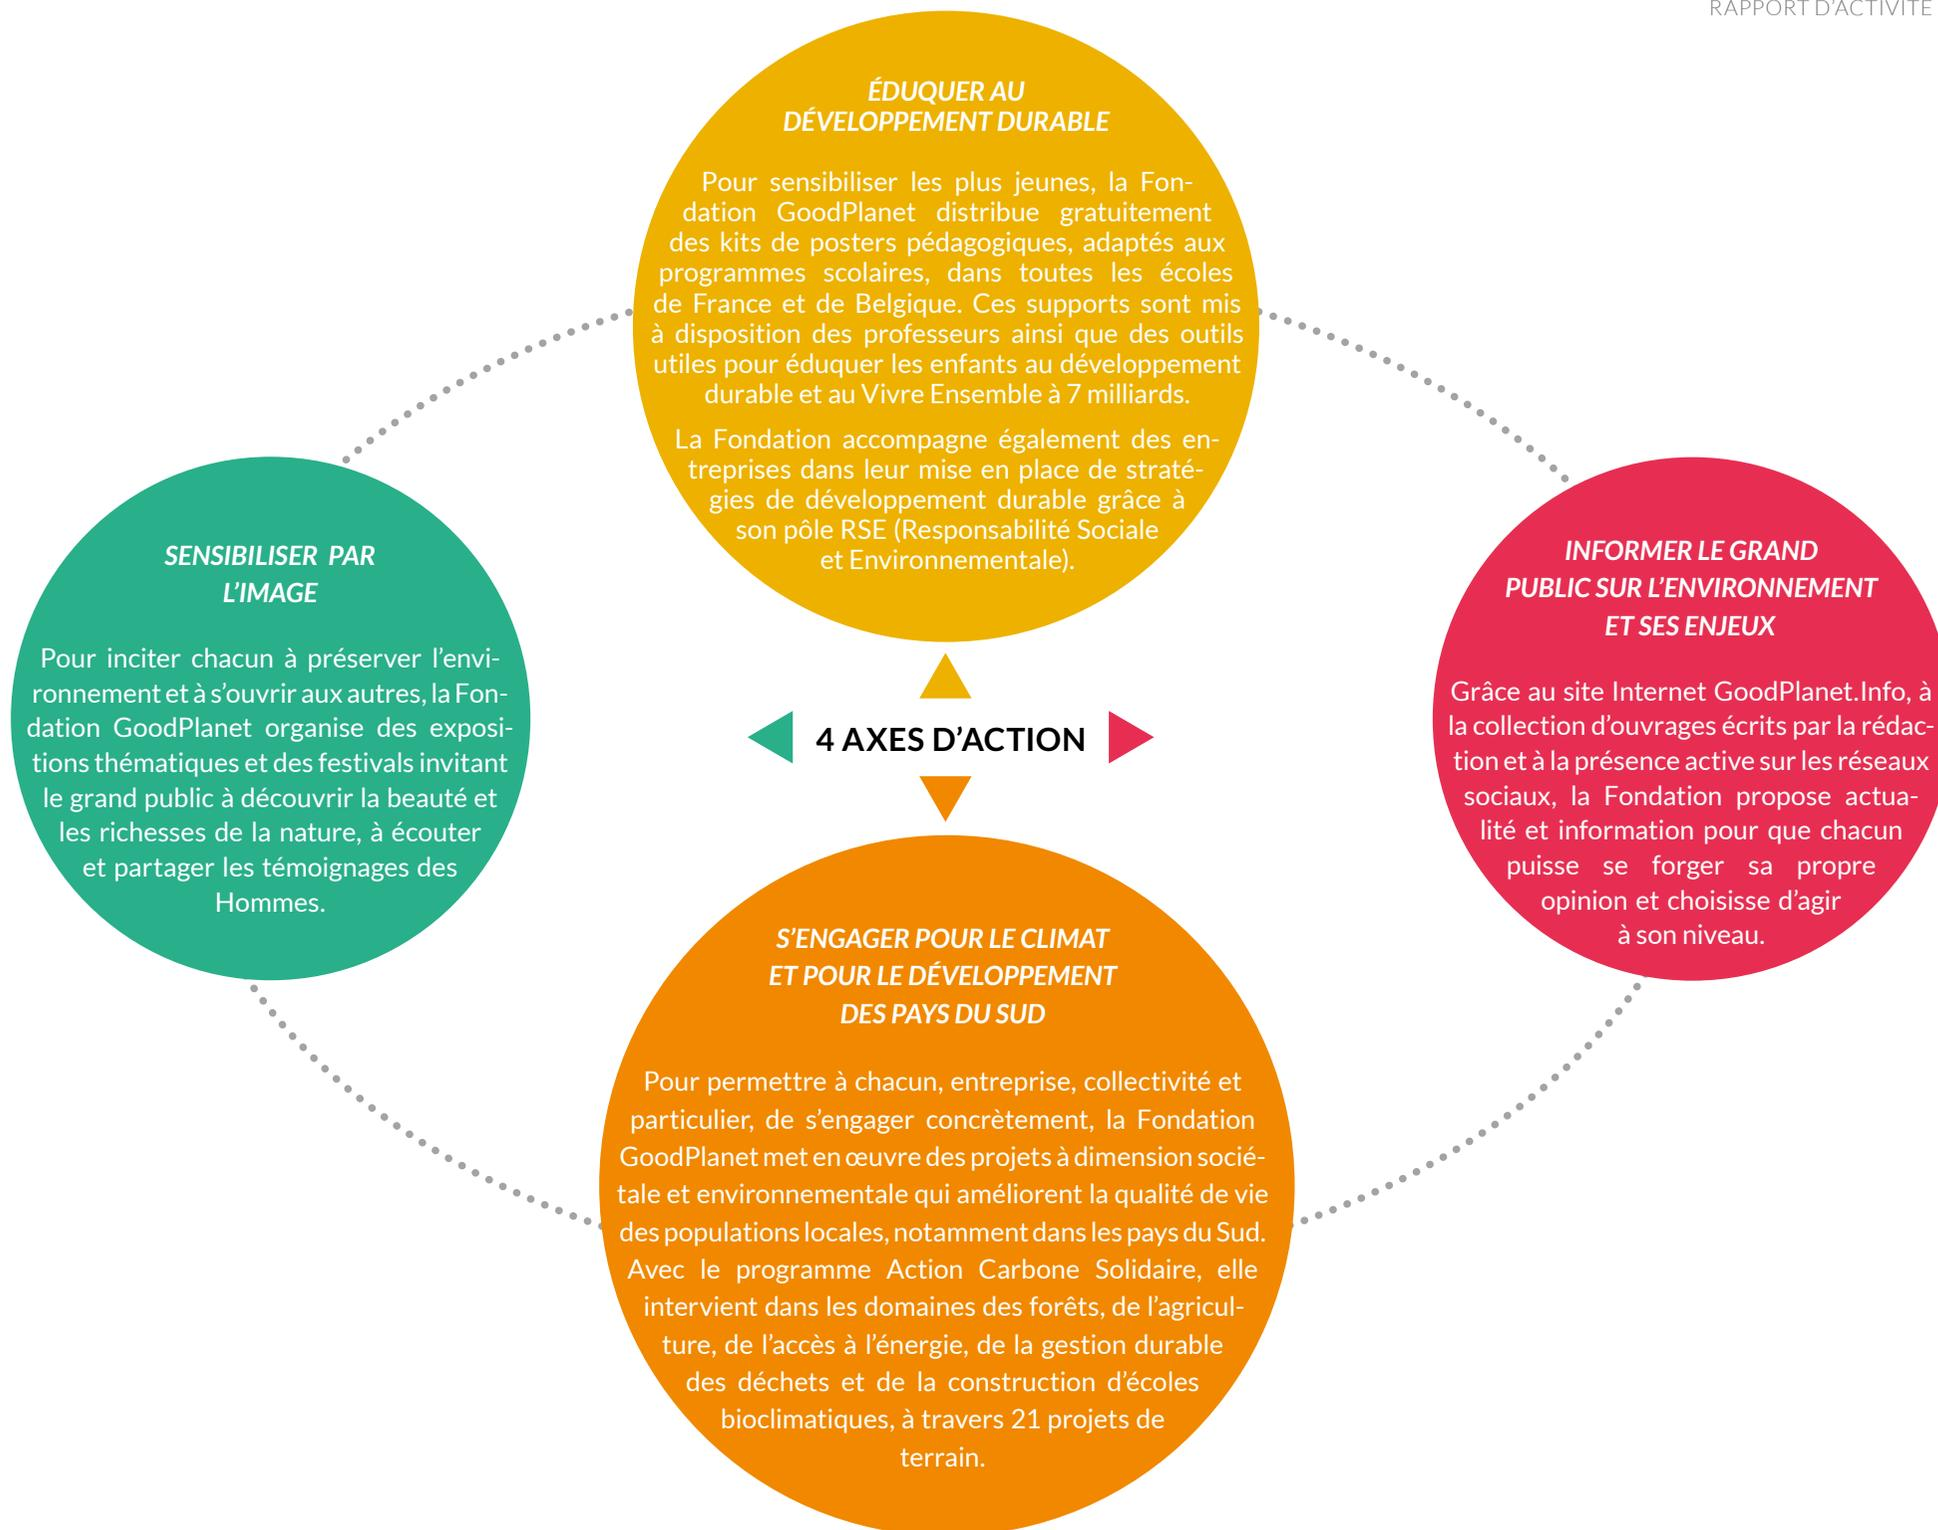 RAPPORT D'ACTIVITÉ
ÉDUQUER AU
DÉVELOPPEMENT DURABLE
Pour sensibiliser les plus jeunes, la Fon-
dation GoodPlanet distribue gratuitement
des kits de posters pédagogiques, adaptés aux
programmes scolaires, dans toutes les écoles
de France et de Belgique. Ces supports sont mis
à disposition des professeurs ainsi que des outils
utiles pour éduquer les enfants au développement
durable et au Vivre Ensemble à 7 milliards.
La Fondation accompagne également des en-
treprises dans leur mise en place de straté-
gies de développement durable grâce à
son pôle RSE (Responsabilité Sociale
et Environnementale).
SENSIBILISER PAR
L'IMAGE
Pour inciter chacun à préserver l'envi-
ronnement et à s'ouvrir aux autres, la Fon-
dation GoodPlanet organise des exposi-
tions thématiques et des festivals invitant
le grand public à découvrir la beauté et
les richesses de la nature, à écouter
et partager les témoignages des
Hommes.
4 AXES D'ACTION
INFORMER LE GRAND
PUBLIC SUR L'ENVIRONNEMENT
ET SES ENJEUX
Grâce au site Internet GoodPlanet.Info, à
la collection d'ouvrages écrits par la rédac-
tion et à la présence active sur les réseaux
sociaux, la Fondation propose actua-
lité et information pour que chacun
puisse se forger sa propre
opinion et choisisse d'agir
à son niveau.
S'ENGAGER POUR LE CLIMAT
ET POUR LE DÉVELOPPEMENT
DES PAYS DU SUD
Pour permettre à chacun, entreprise, collectivité et
particulier, de s'engager concrètement, la Fondation
GoodPlanet met en œuvre des projets à dimension socié-
tale et environnementale qui améliorent la qualité de vie
des populations locales, notamment dans les pays du Sud.
Avec le programme Action Carbone Solidaire, elle
intervient dans les domaines des forêts, de l'agricul-
ture, de l'accès à l'énergie, de la gestion durable
des déchets et de la construction d'écoles
bioclimatiques, à travers 21 projets de
terrain.